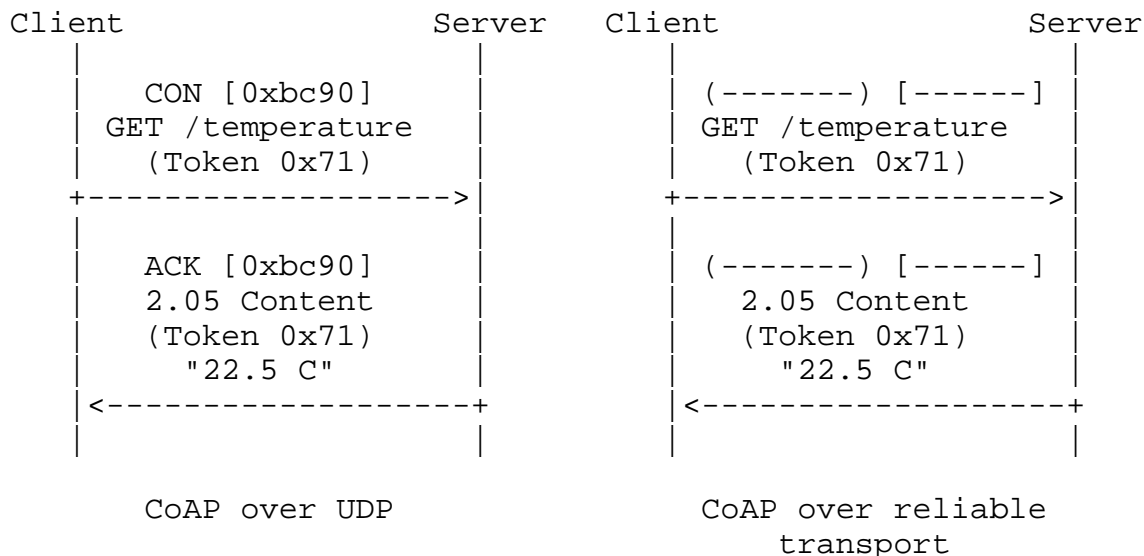 Client                Server   Client                Server
   |                    |         |                    |
   |   CON [0xbc90]     |         | (-------) [------] |
   | GET /temperature   |         | GET /temperature   |
   |   (Token 0x71)     |         |   (Token 0x71)     |
   +------------------->|         +------------------->|
   |                    |         |                    |
   |   ACK [0xbc90]     |         | (-------) [------] |
   |   2.05 Content     |         |   2.05 Content     |
   |   (Token 0x71)     |         |   (Token 0x71)     |
   |     "22.5 C"       |         |     "22.5 C"       |
   |<-------------------+         |<-------------------+
   |                    |         |                    |
       CoAP over UDP                CoAP over reliable
                                        transport